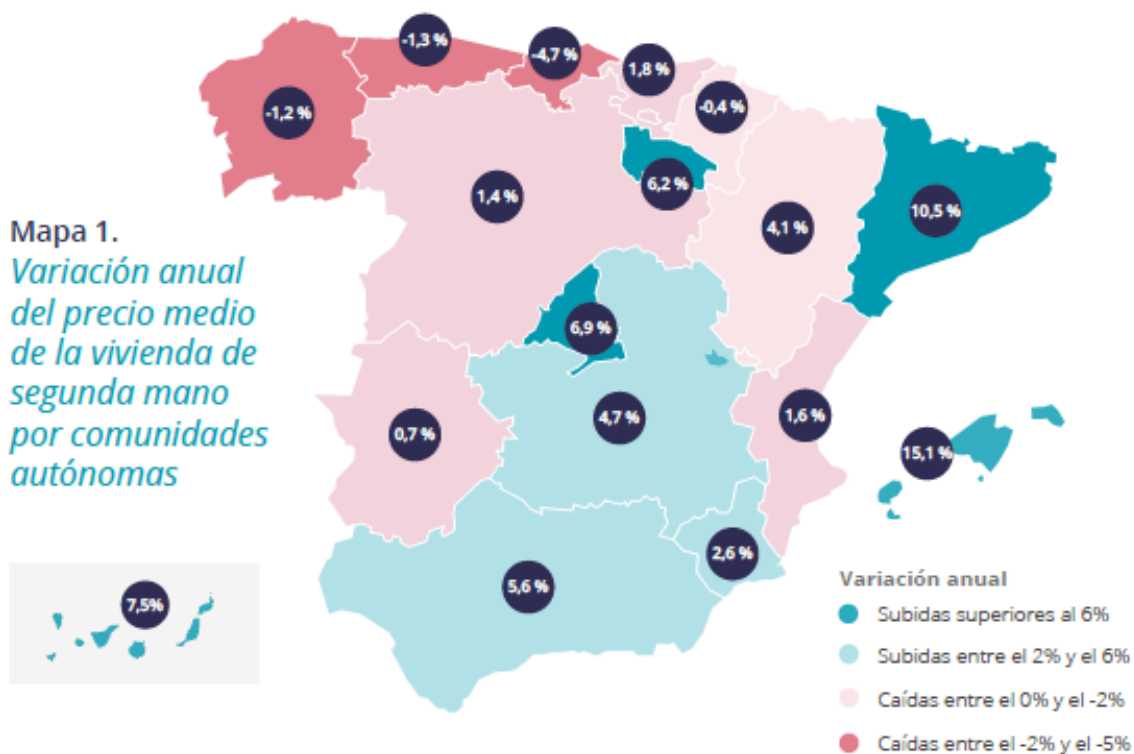 -1,3 %
-4,7 %
1,8 %
-0,4 %
-1,2 %
6,2 %
1,4 %
10,5 %
4,1 %
Mapa 1.
Variación anual
del precio medio
de la vivienda de
segunda mano
por comunidades
autónomas
6,9 %
4,7 %
1,6 %
0,7 %
15,1 %
2,6 %
5,6 %
7,5%
Variación anual
Subidas superiores al 6%
Subidas entre el 2% y el 6%
Caídas entre el 0% y el -2%
Caídas entre el -2% y el -5%